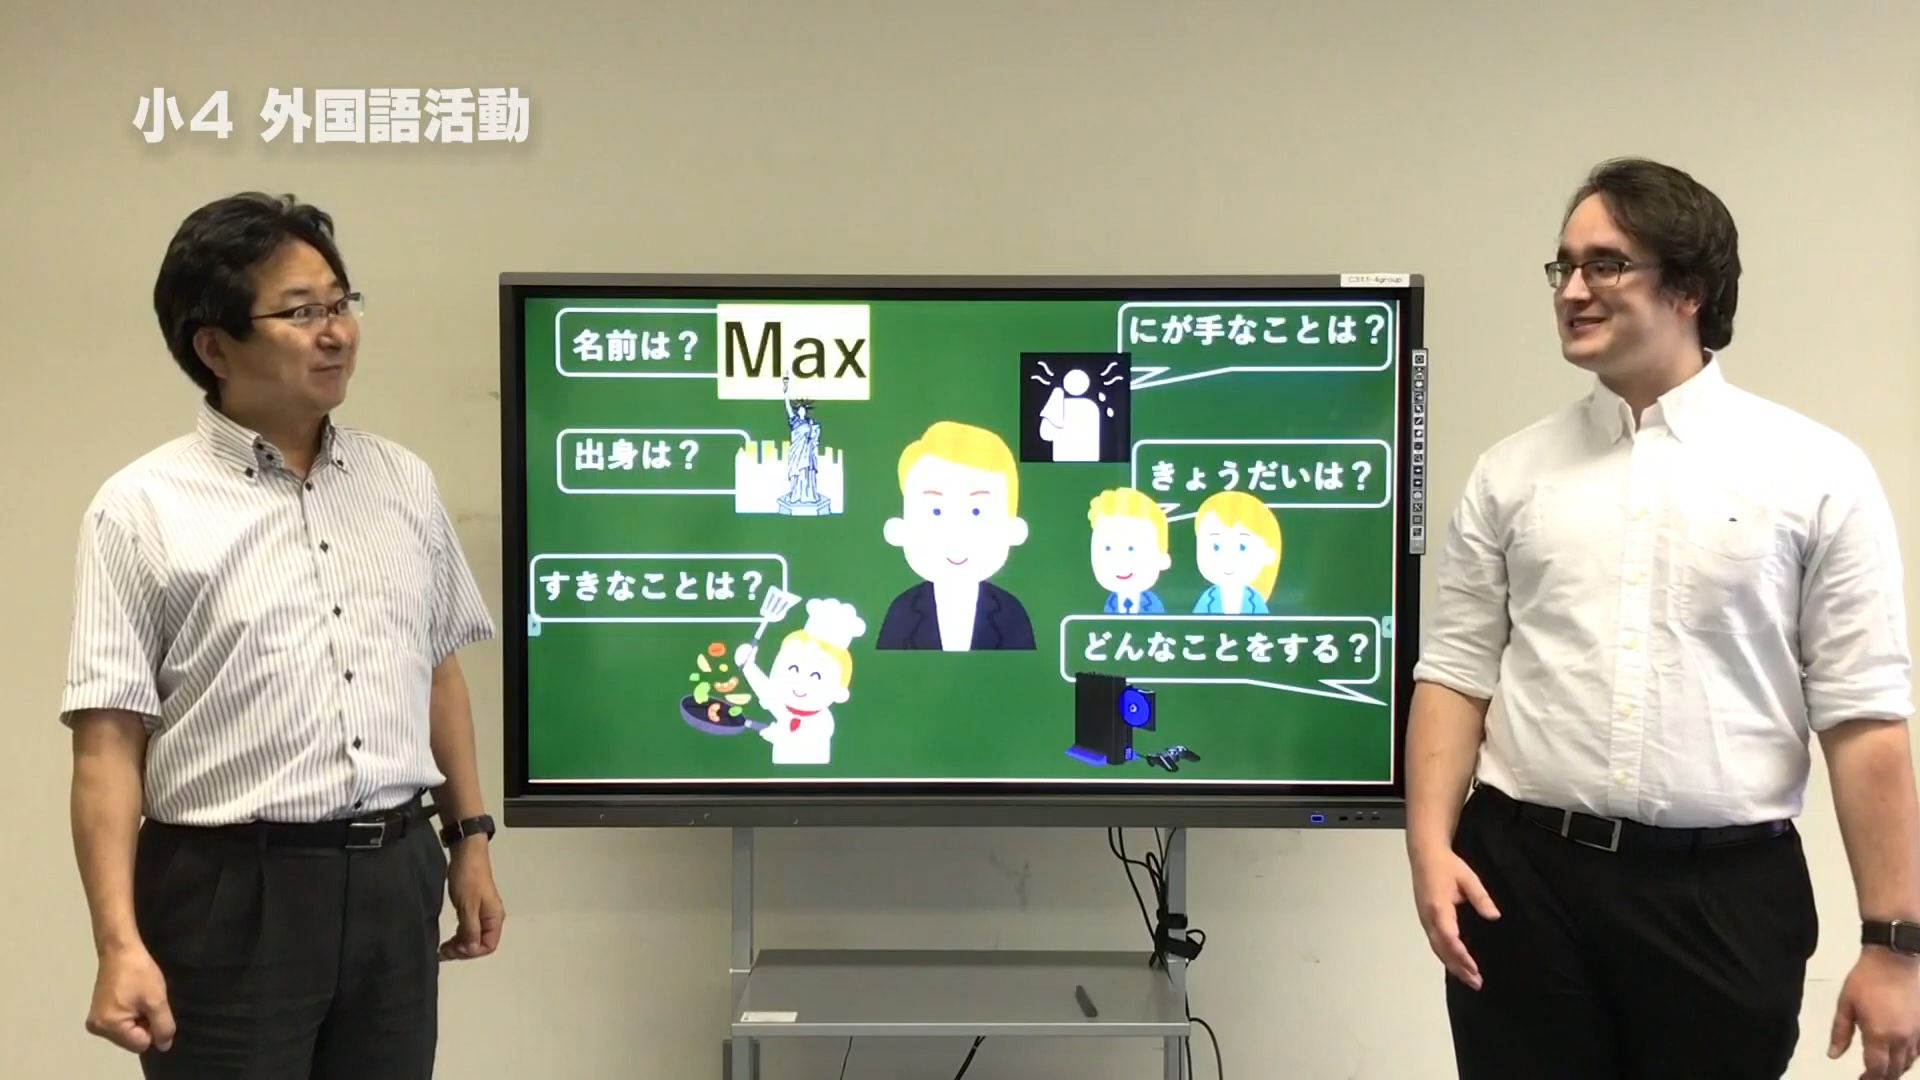 小4 外国語活動
名前は?
Max
出身は?
すきなことは?
にが手なことは?
きょうだいは?
どんなことをする?